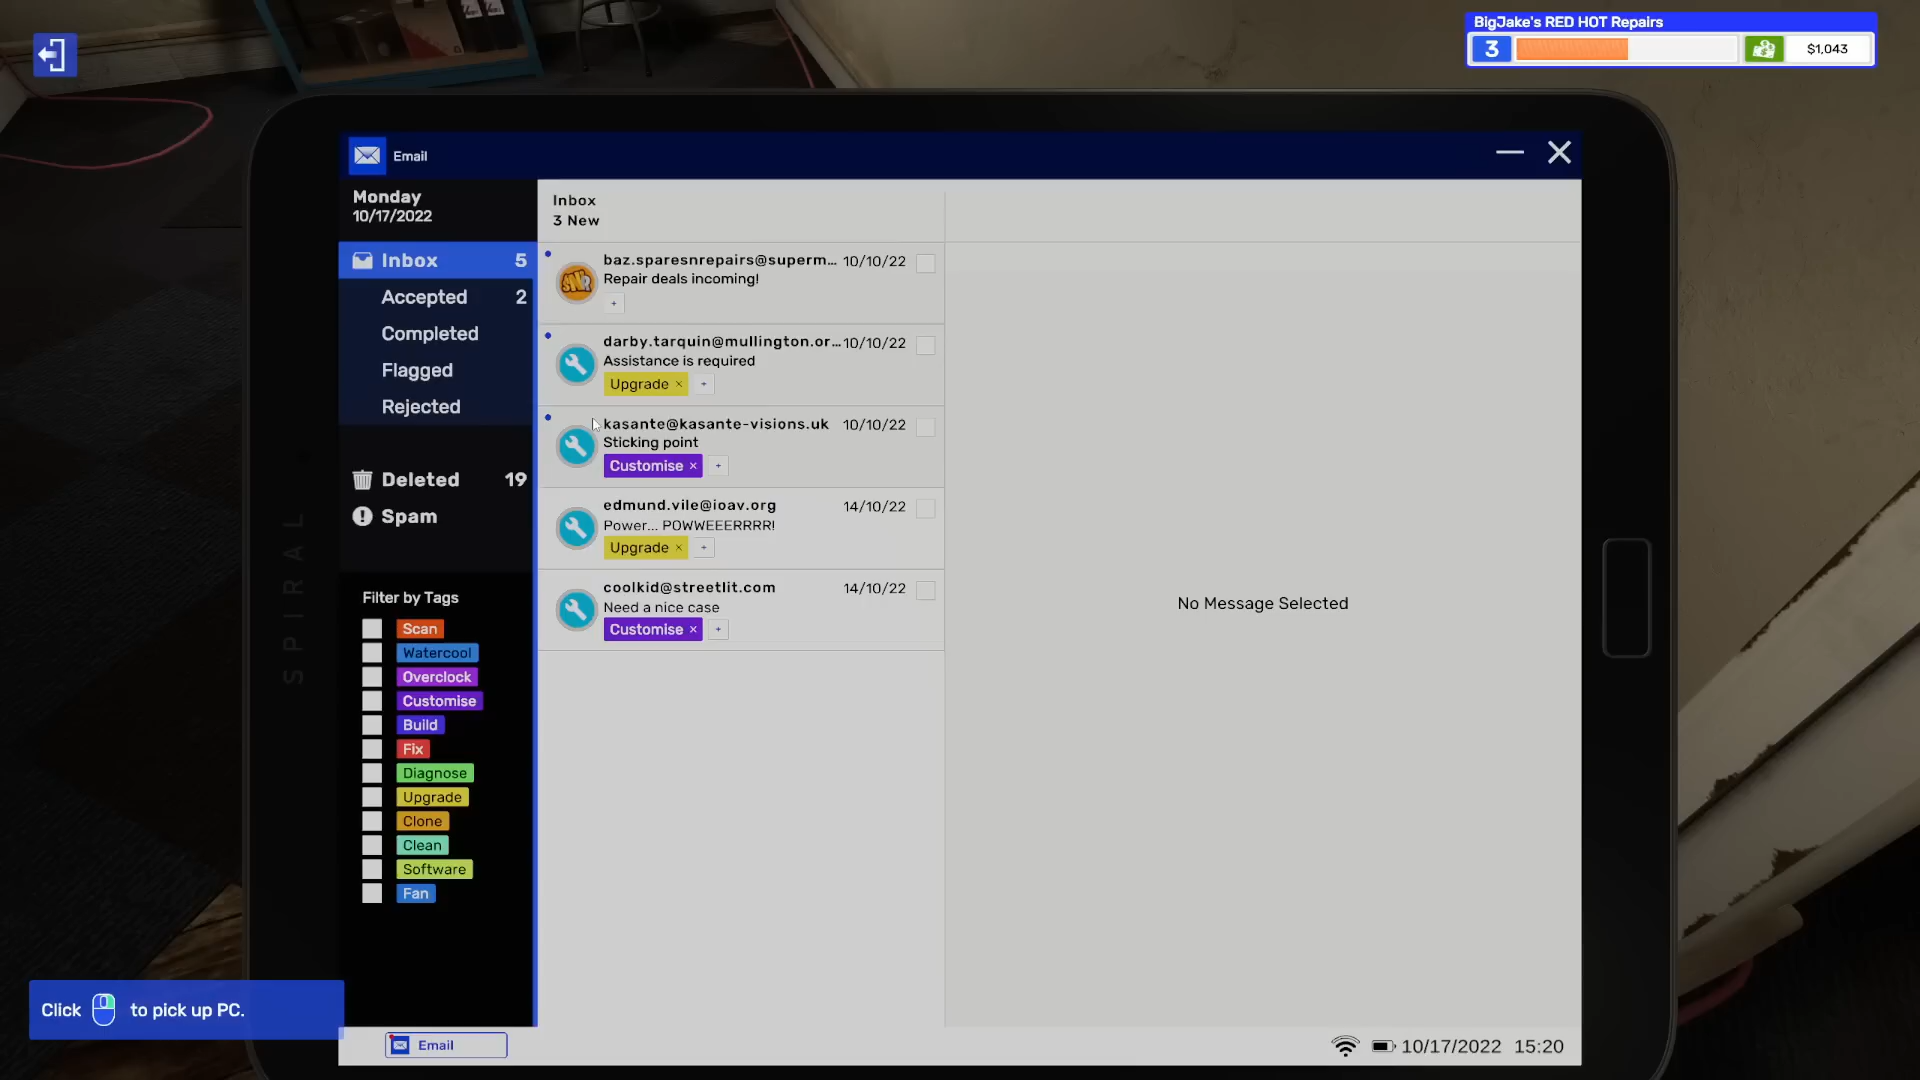 BigJake's RED HOT Repairs
3
$1,043
Email
Monday
10/17/2022
Inbox 5
Accepted 2
Completed
Flagged
Rejected
Deleted 19
Spam
Filter by Tags
Scan
Watercool
Overclock
Customise
Build
Fix
Diagnose
Upgrade
Clone
Clean
Software
Fan
Inbox
3 New
baz.sparesnrepairs@superm... 10/10/22
SNR
Repair deals incoming!
+
darby.tarquin@mullington.or... 10/10/22
Assistance is required
Upgrade × +
kasante@kasante-visions.uk 10/10/22
Sticking point
Customise × +
edmund.vile@ioav.org 14/10/22
Power... POWWEEERRRR!
Upgrade × +
coolkid@streetlit.com 14/10/22
Need a nice case
Customise × +
No Message Selected
SPIRAL
Click to pick up PC.
Email
10/17/2022 15:20